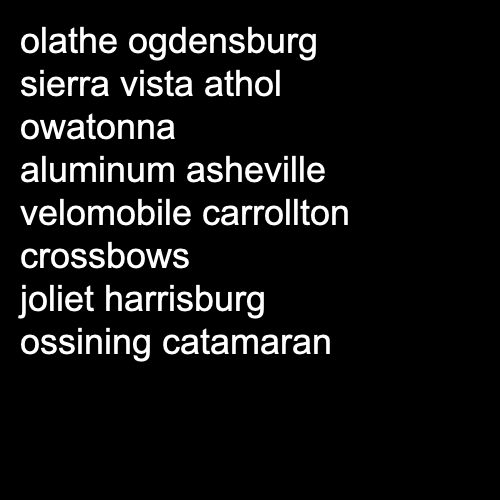 olathe ogdensburg
sierra vista athol
owatonna
aluminum asheville
velomobile carrollton
crossbows
joliet harrisburg
ossining catamaran